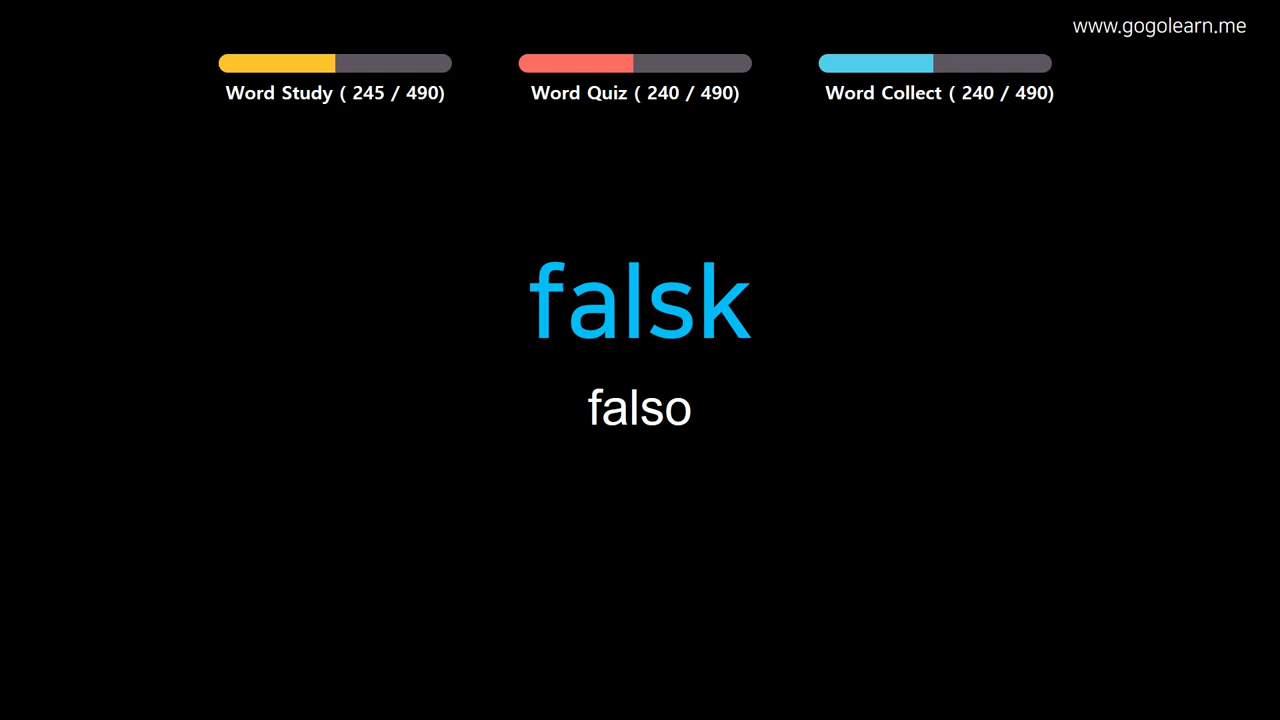 www.gogolearn.me
Word Study ( 245 / 490)
Word Quiz ( 240 / 490)
Word Collect ( 240 / 490)
falsk
falso